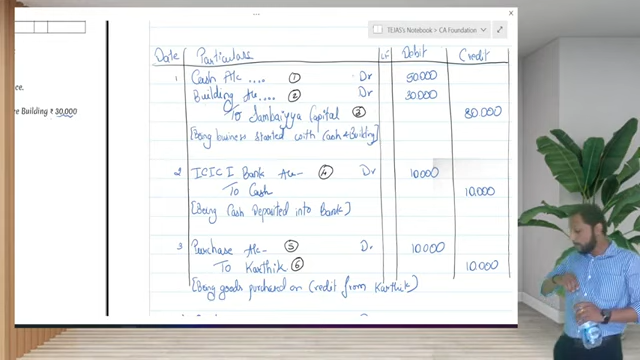 ...
TEJAS's Notebook > CA Foundation
ce.
e Building ₹ 30,000
Date Particulars LF Debit Credit
1 Cash A/c .... ① Dr 50,000
Building A/c .... ② Dr 30,000
To Sambaiyya Capital ③ 80,000
[Being business started with Cash & Building]
2 ICICI Bank A/c - ④ Dr 10,000
To Cash 10,000
[Being Cash Deposited into Bank]
3 Purchase A/c - ⑤ Dr 10,000
To Karthik ⑥ 10,000
[Being goods purchased on Credit from Karthik]